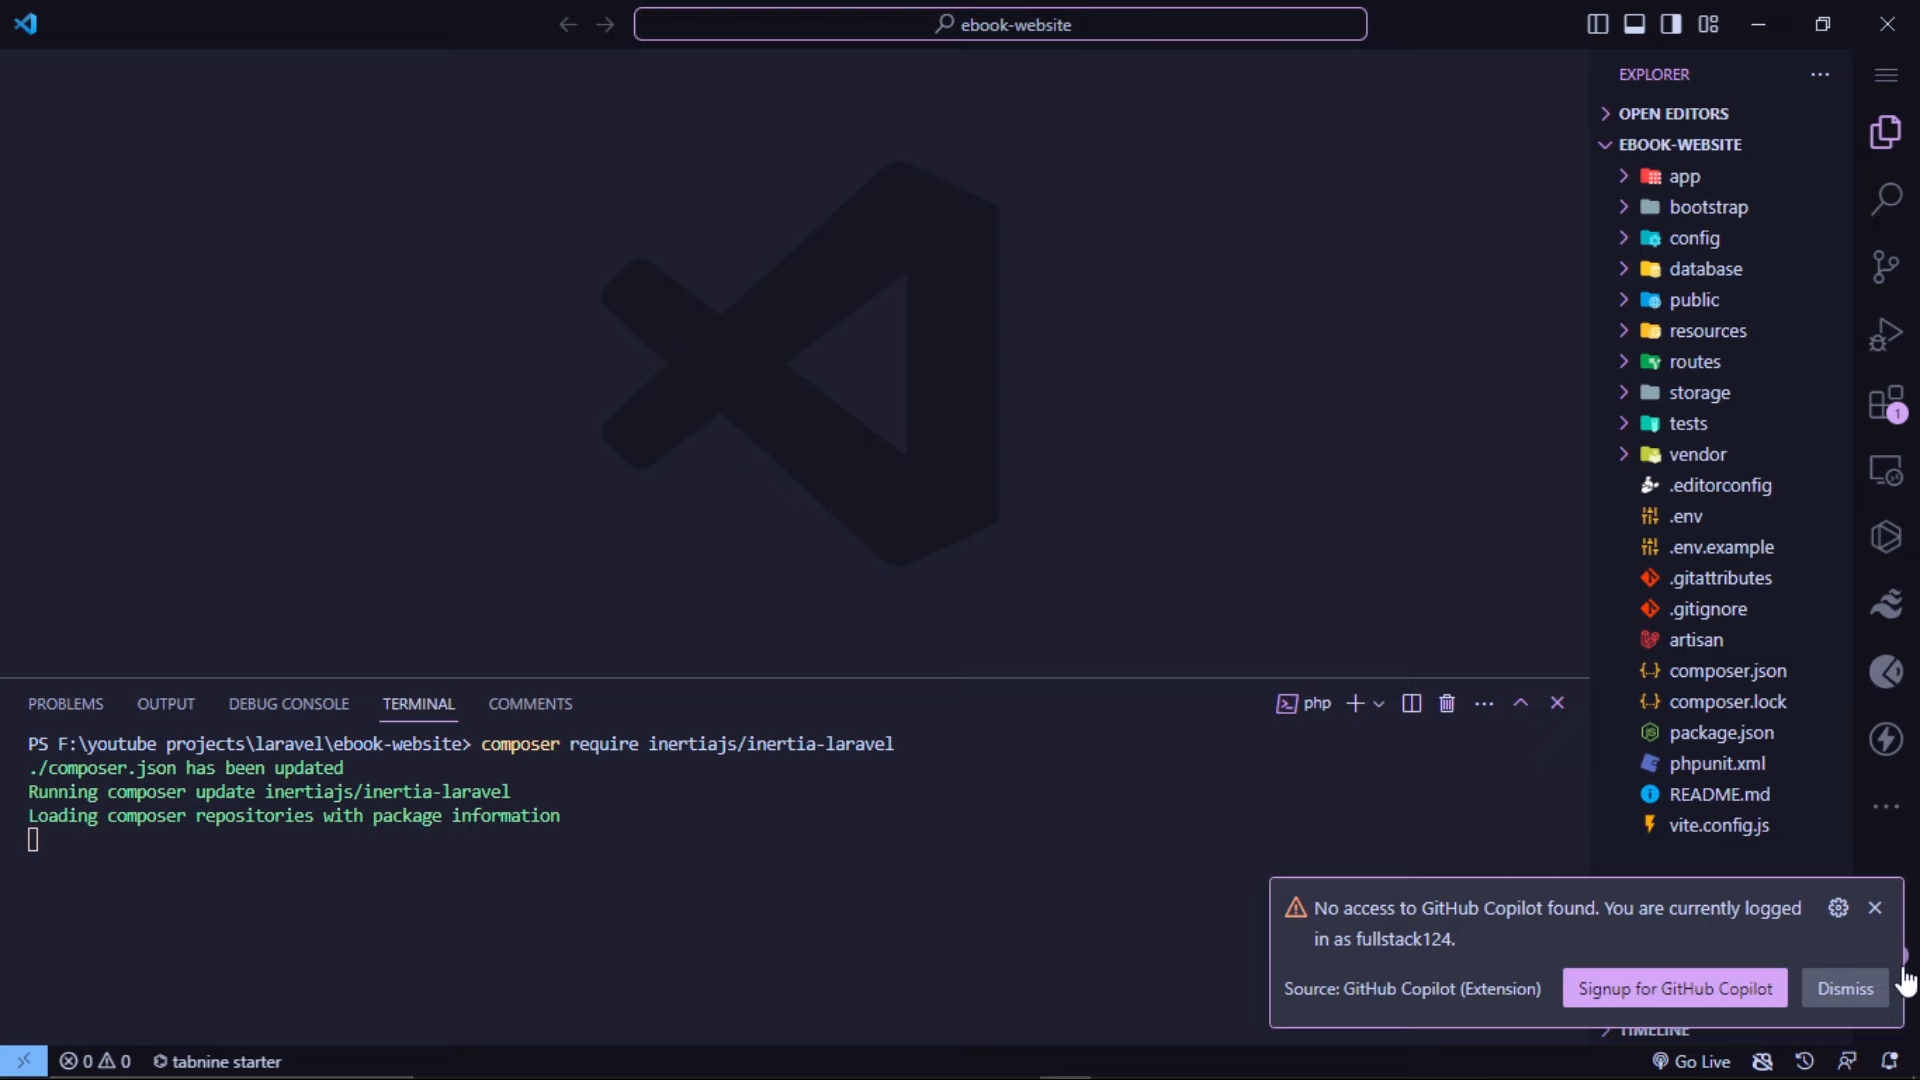 ebook-website
EXPLORER
OPEN EDITORS
EBOOK-WEBSITE
app
bootstrap
config
database
public
resources
routes
storage
tests
vendor
.editorconfig
.env
.env.example
.gitattributes
.gitignore
artisan
composer.json
composer.lock
package.json
phpunit.xml
README.md
vite.config.js
TIMELINE
1
PROBLEMS OUTPUT DEBUG CONSOLE TERMINAL COMMENTS php
PS F:\youtube projects\laravel\ebook-website> composer require inertiajs/inertia-laravel
./composer.json has been updated
Running composer update inertiajs/inertia-laravel
Loading composer repositories with package information
No access to GitHub Copilot found. You are currently logged
in as fullstack124.
Source: GitHub Copilot (Extension) Signup for GitHub Copilot Dismiss
0 0 tabnine starter Go Live